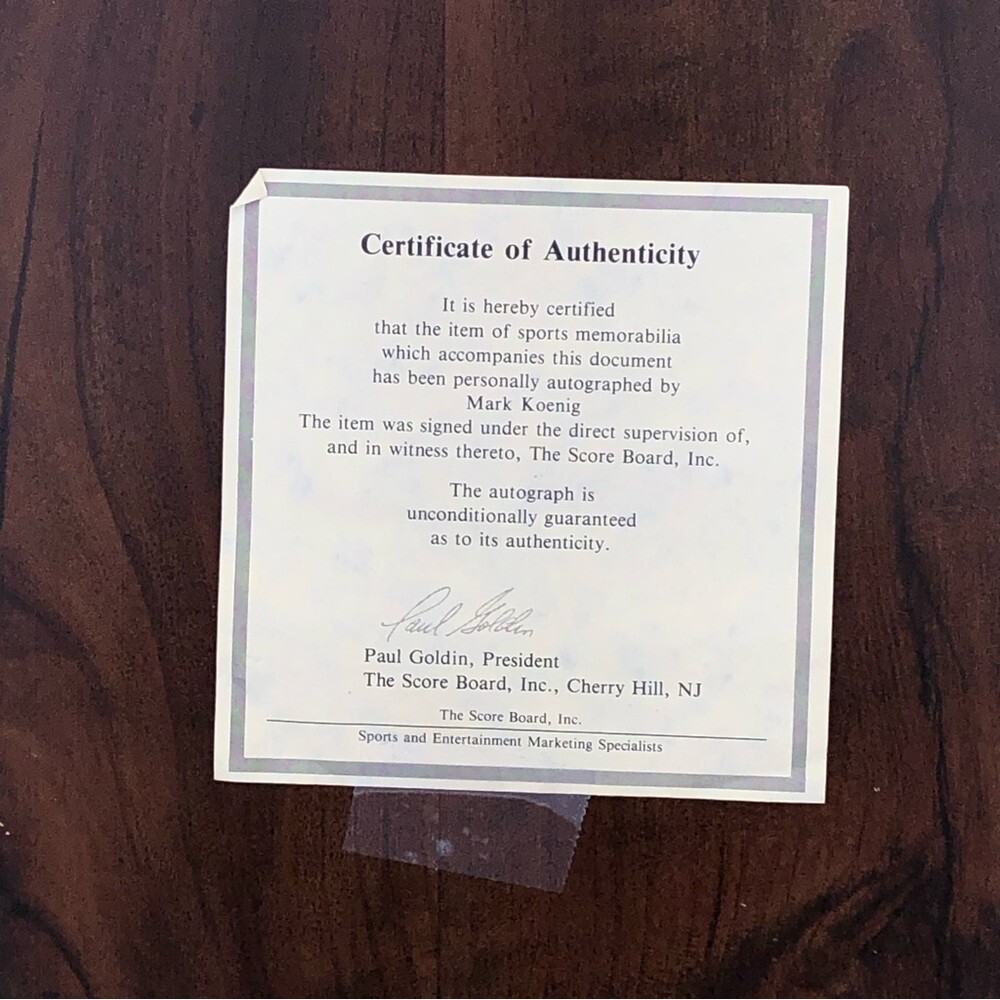 Certificate of Authenticity
It is hereby certified
that the item of sports memorabilia
which accompanies this document
has been personally autographed by
Mark Koenig
The item was signed under the direct supervision of,
and in witness thereto, The Score Board, Inc.
The autograph is
unconditionally guaranteed
as to its authenticity.
Paul Goldin
Paul Goldin, President
The Score Board, Inc., Cherry Hill, NJ
The Score Board, Inc.
Sports and Entertainment Marketing Specialists